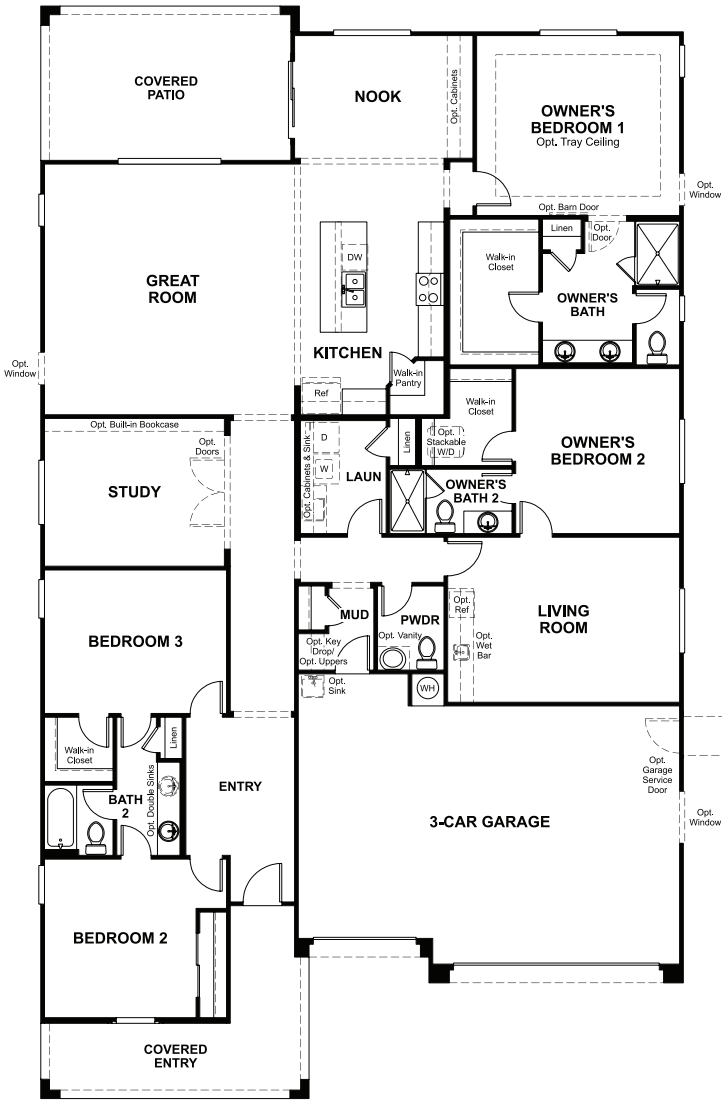 COVERED
PATIO
NOOK
Opt. Cabinets
OWNER'S
BEDROOM 1
Opt. Tray Ceiling
Opt.
Window
Opt. Barn Door
Linen
Opt.
Door
Walk-in
Closet
OWNER'S
BATH
GREAT
ROOM
DW
KITCHEN
Walk-in
Pantry
Ref
Opt.
Window
Opt. Built-in Bookcase
Opt.
Doors
STUDY
Opt. Cabinets & Sink
D
W
LAUN
Linen
Walk-in
Closet
Opt.
Stackable
W/D
OWNER'S
BEDROOM 2
OWNER'S
BATH 2
BEDROOM 3
MUD
Opt. Key
Drop/
Opt. Uppers
PWDR
Opt. Vanity
Opt.
Ref
Opt.
Wet
Bar
LIVING
ROOM
Opt.
Sink
WH
Walk-in
Closet
Linen
BATH
2
Opt. Double Sinks
ENTRY
3-CAR GARAGE
Opt.
Garage
Service
Door
Opt.
Window
BEDROOM 2
COVERED
ENTRY